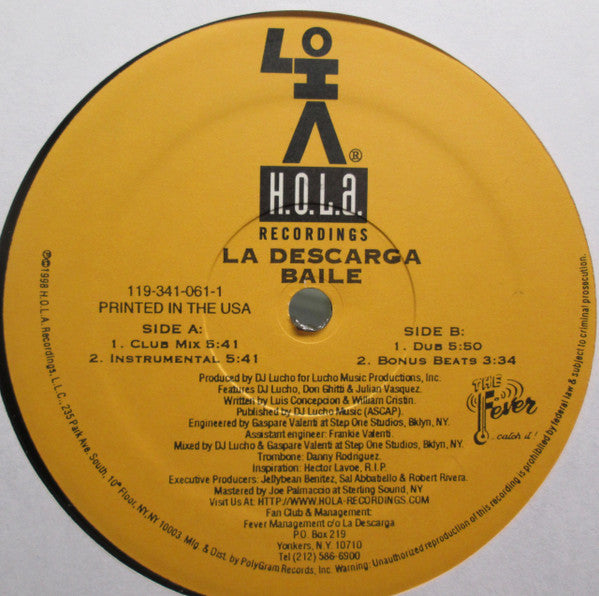 H.O.L.A.®
H.O.L.a.
RECORDINGS
LA DESCARGA
BAILE
119-341-061-1
PRINTED IN THE USA
SIDE A:
1. CLUB MIX 5:41
2. INSTRUMENTAL 5:41
SIDE B:
1. DUB 5:50
2. BONUS BEATS 3:34
Produced by DJ Lucho for Lucho Music Productions, Inc.
Features DJ Lucho, Don Ghitti & Julian Vasquez.
Written by Luis Concepcion & William Cristin.
Published by DJ Lucho Music (ASCAP).
Engineered by Gaspare Valenti at Step One Studios, Bklyn, NY.
Assistant engineer: Frankie Valenti.
Mixed by DJ Lucho & Gaspare Valenti at Step One Studios, Bklyn, NY.
Trombone: Danny Rodriguez.
Inspiration: Hector Lavoe, R.I.P.
Executive Producers: Jellybean Benitez, Sal Abbatello & Robert Rivera.
Mastered by Joe Palmaccio at Sterling Sound, NY
Visit Us At: HTTP://WWW.HOLA-RECORDINGS.COM
Fan Club & Management:
Fever Management c/o La Descarga
P.O. Box 219
Yonkers, N.Y. 10710
Tel (212) 586-6900
THE
Fever
...catch it!
℗©1998 H.O.L.A. Recordings, L.L.C., 235 Park Ave. South, 10th Floor, NY, NY 10003. Mfg. & Dist. by PolyGram Records, Inc. Warning: Unauthorized reproduction of this recording is prohibited by federal law & subject to criminal prosecution.